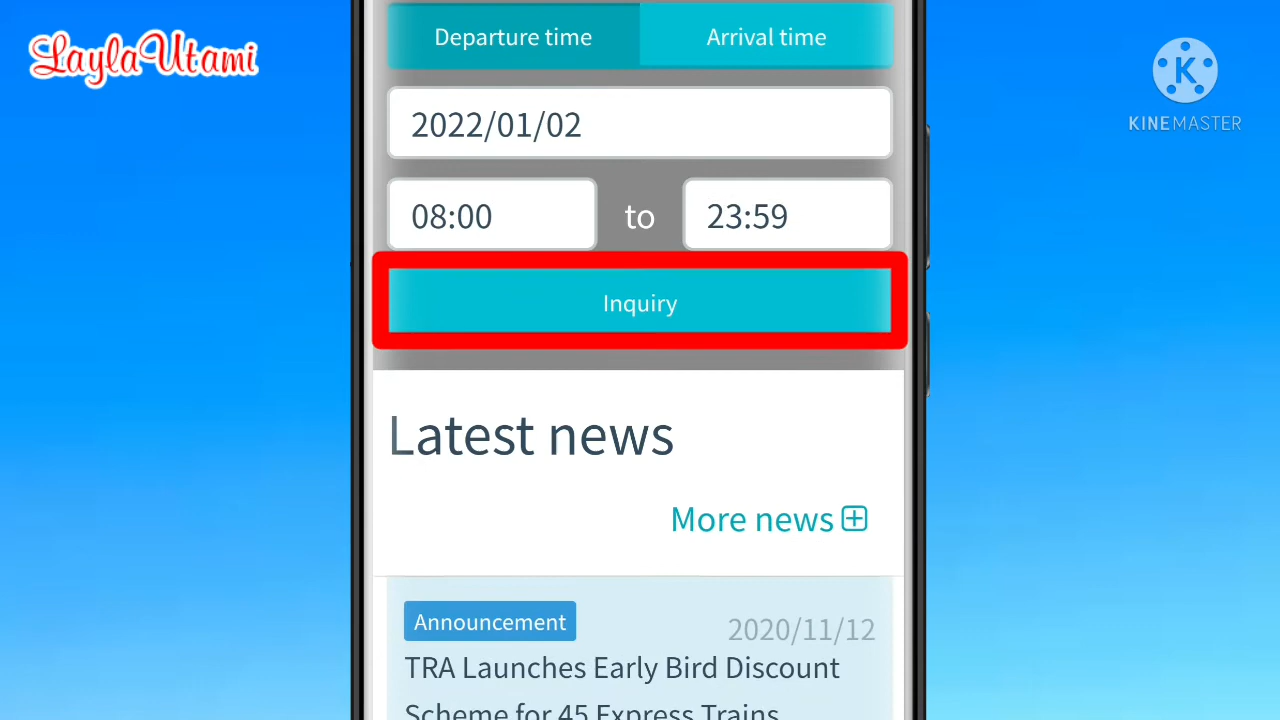 LaylaUtami
K
KINEMASTER
Departure time
Arrival time
2022/01/02
08:00 to 23:59
Inquiry
Latest news
More news
Announcement
2020/11/12
TRA Launches Early Bird Discount
Scheme for 45 Express Trains